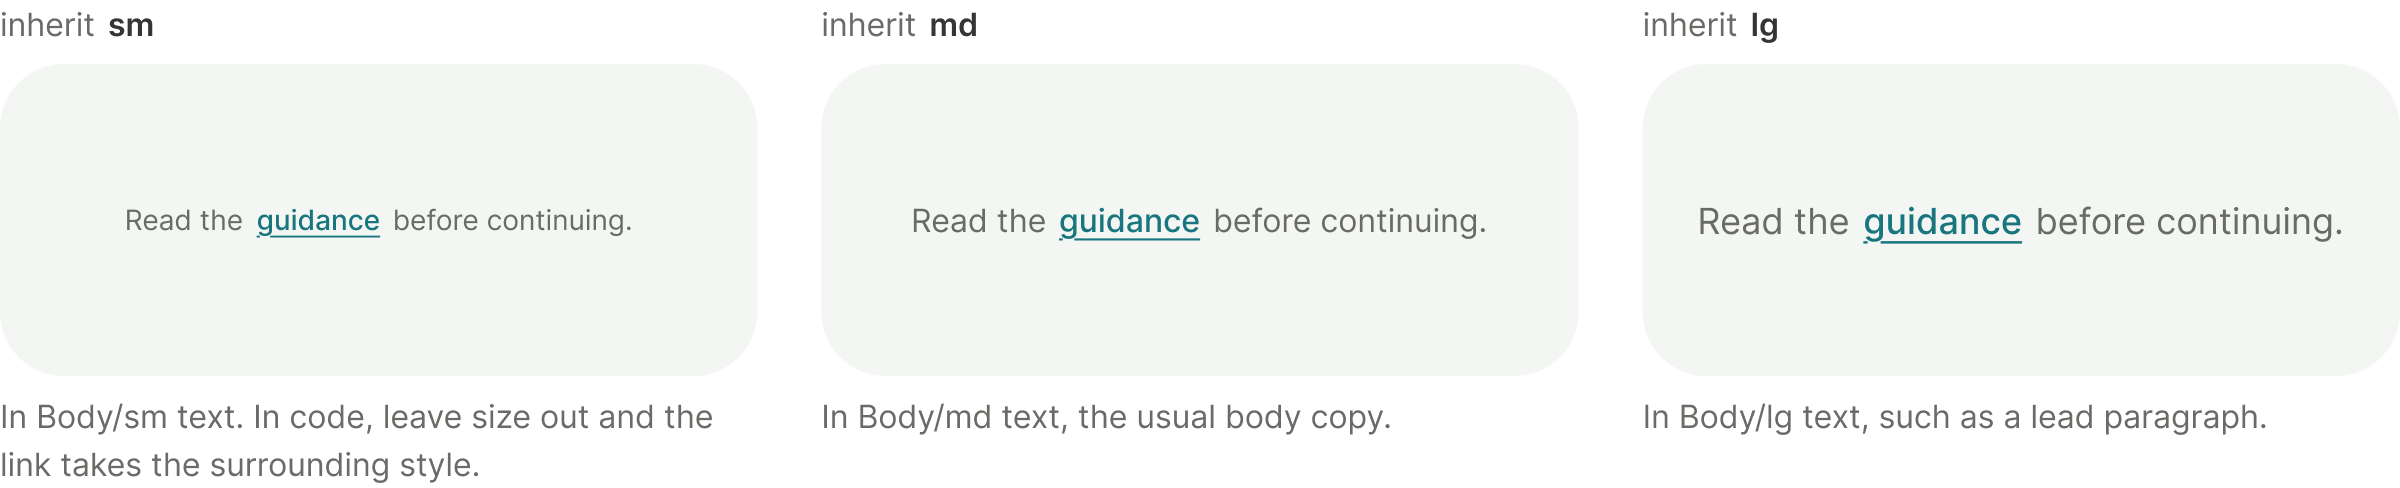 inherit sm
Read the guidance before continuing.
In Body/sm text. In code, leave size out and the
link takes the surrounding style.
inherit md
Read the guidance before continuing.
In Body/md text, the usual body copy.
inherit lg
Read the guidance before continuing.
In Body/lg text, such as a lead paragraph.